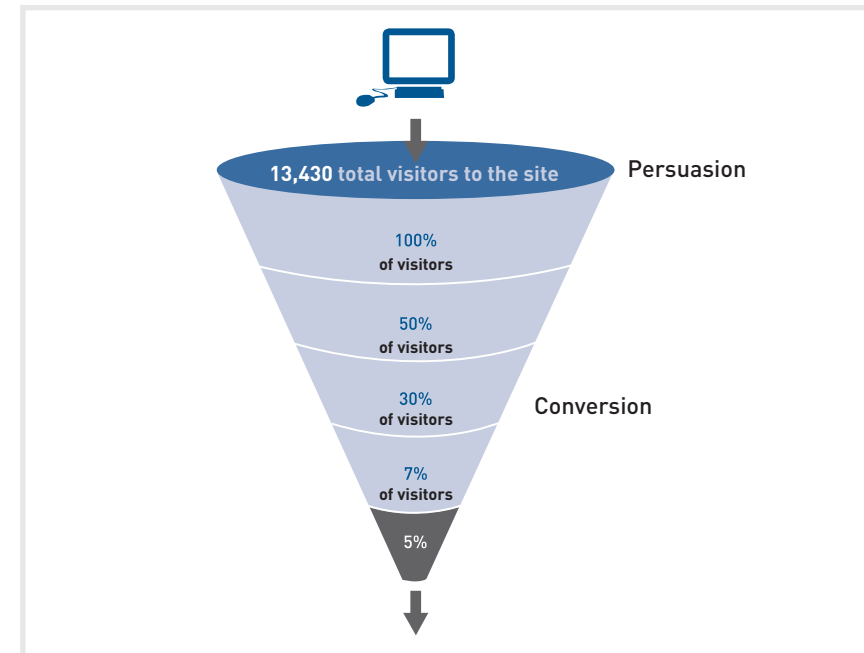 13,430 total visitors to the site
Persuasion
100%
of visitors
50%
of visitors
30%
of visitors
Conversion
7%
of visitors
5%